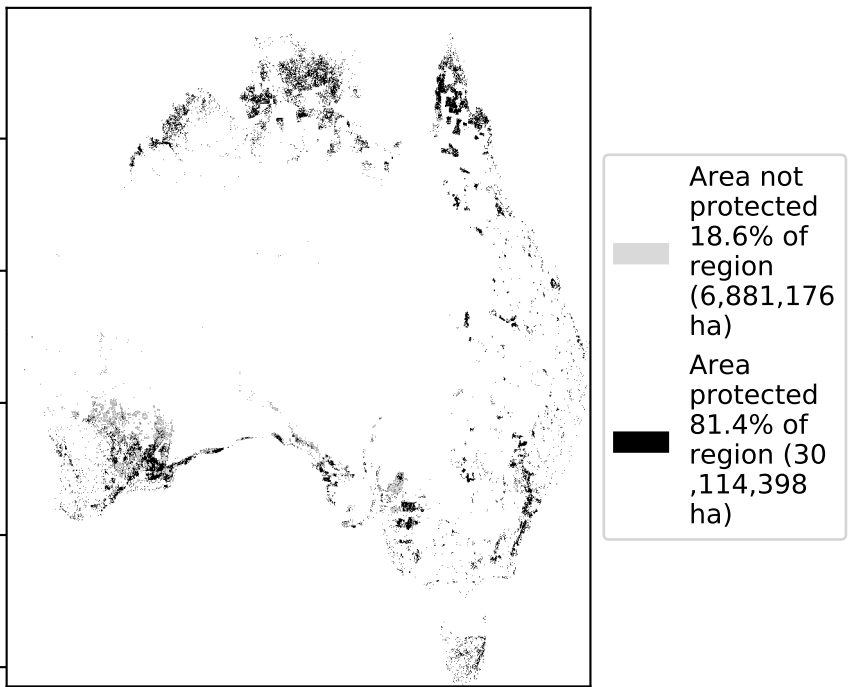 Area not
protected
18.6% of
region
(6,881,176
ha)
Area
protected
81.4% of
region (30
,114,398
ha)